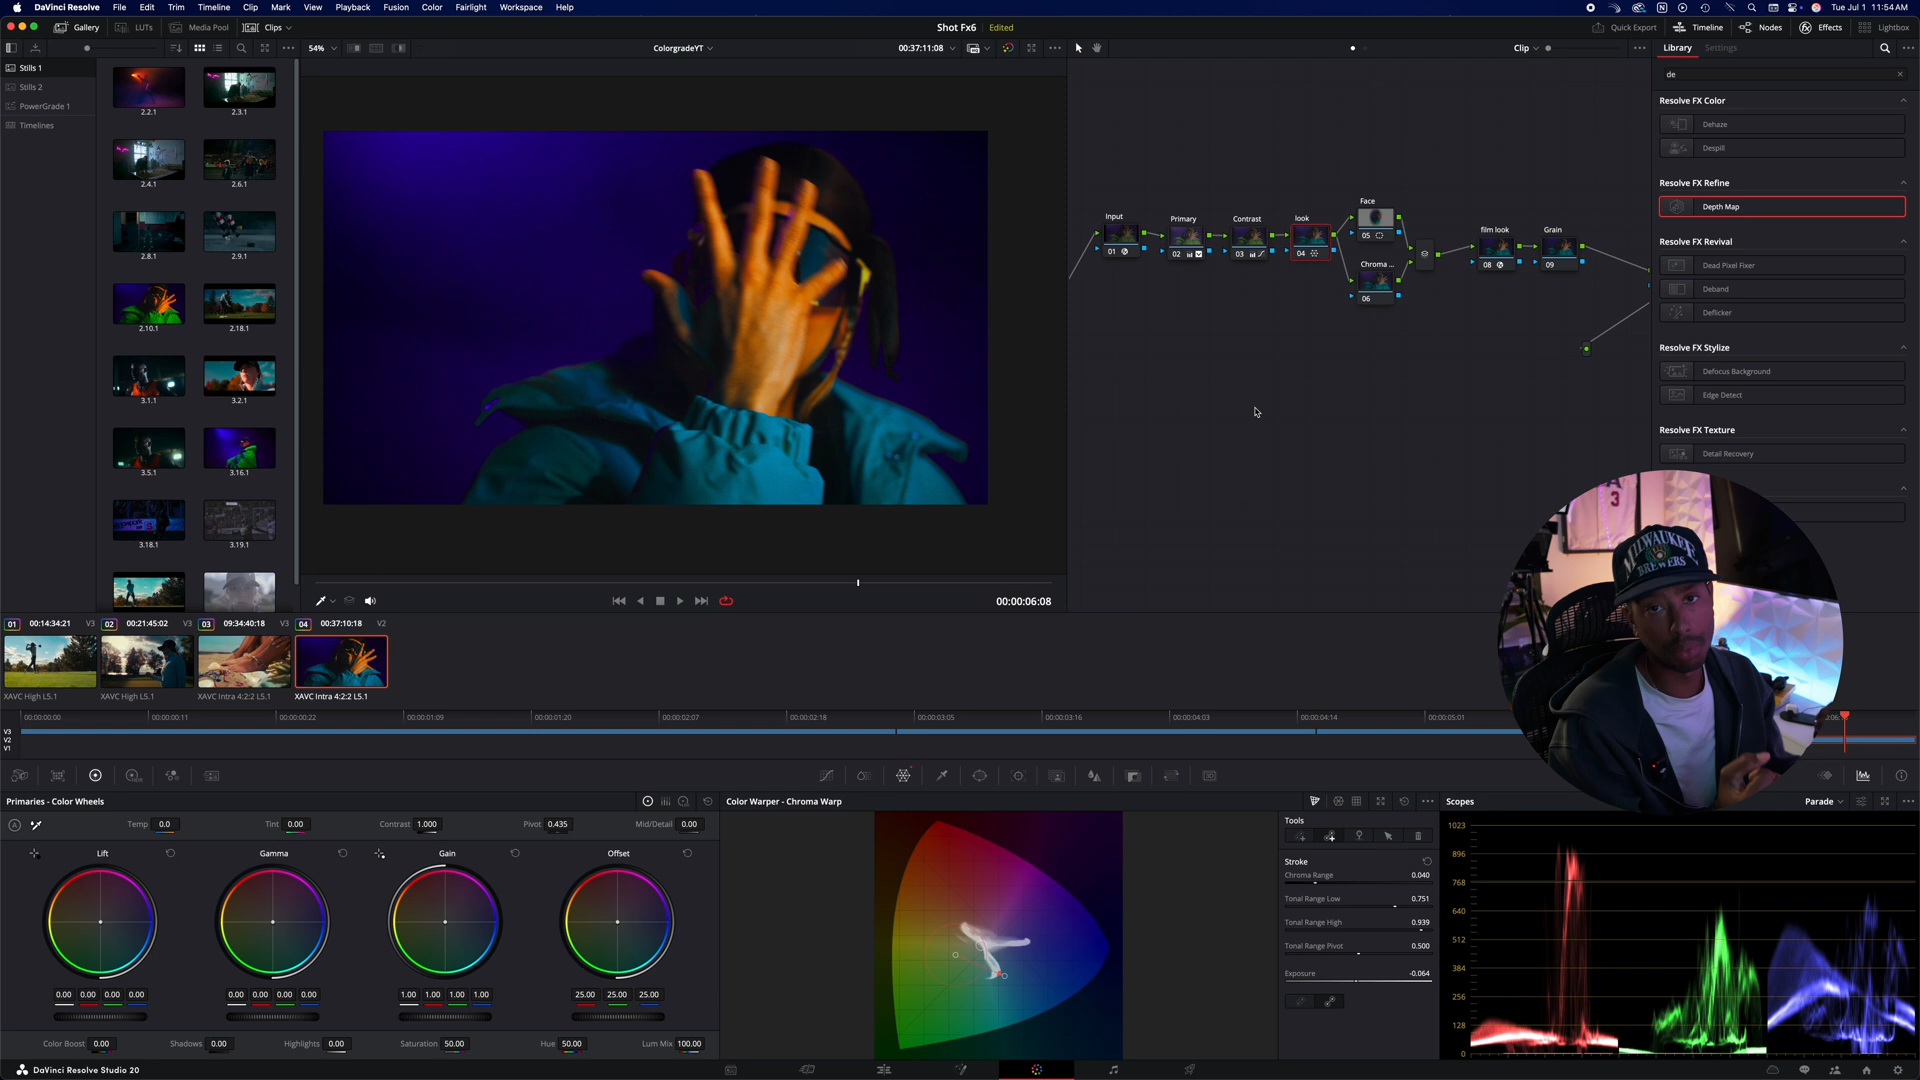 DaVinci Resolve File Edit Trim Timeline Clip Mark View Playback Fusion Color Fairlight Workspace Help
Tue Jul 1 11:54 AM
Gallery LUTs Media Pool Clips
Shot Fx6 Edited
Quick Export Timeline Nodes Effects Lightbox
54%
ColorgradeYT
00:37:11:08
Clip
Library Settings
de
Stills 1
Stills 2
PowerGrade 1
Timelines
2.2.1
2.3.1
2.4.1
2.6.1
2.8.1
2.9.1
2.10.1
2.18.1
3.1.1
3.2.1
3.5.1
3.16.1
3.18.1
3.19.1
Input
01
Primary
02
Contrast
03
look
04
Face
05
Chroma ...
06
film look
08
Grain
09
Resolve FX Color
Dehaze
Despill
Resolve FX Refine
Depth Map
Resolve FX Revival
Dead Pixel Fixer
Deband
Deflicker
Resolve FX Stylize
Defocus Background
Edge Detect
Resolve FX Texture
Detail Recovery
MILWAUKEE
BREWERS
00:00:06:08
01 00:14:34:21 V3
02 00:21:45:02 V3
03 09:34:40:18 V3
04 00:37:10:18 V2
XAVC High L5.1
XAVC High L5.1
XAVC Intra 4:2:2 L5.1
XAVC Intra 4:2:2 L5.1
00:00:00:00 00:00:00:11 00:00:00:22 00:00:01:09 00:00:01:20 00:00:02:07 00:00:02:18 00:00:03:05 00:00:03:16 00:00:04:03 00:00:04:14 00:00:05:01
V3
V2
V1
Primaries - Color Wheels
Temp 0.0 Tint 0.00 Contrast 1.000 Pivot 0.435 Mid/Detail 0.00
Lift Gamma Gain Offset
0.00 0.00 0.00 0.00
0.00 0.00 0.00 0.00
1.00 1.00 1.00 1.00
25.00 25.00 25.00
Color Boost 0.00 Shadows 0.00 Highlights 0.00 Saturation 50.00 Hue 50.00 Lum Mix 100.00
Color Warper - Chroma Warp
Tools
Stroke
Chroma Range 0.040
Tonal Range Low 0.751
Tonal Range High 0.939
Tonal Range Pivot 0.500
Exposure -0.064
Scopes
Parade
1023
896
768
640
512
384
256
128
0
DaVinci Resolve Studio 20